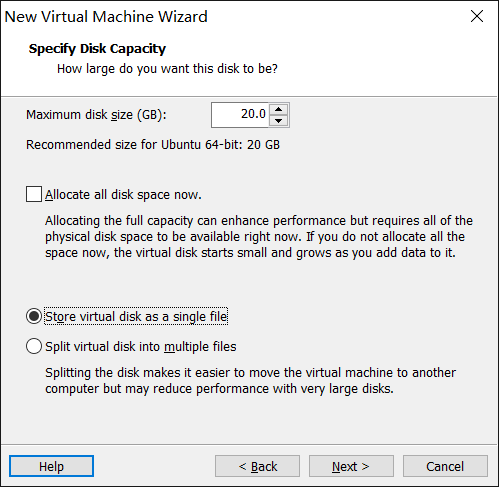 New Virtual Machine Wizard
Specify Disk Capacity
How large do you want this disk to be?
Maximum disk size (GB): 20.0
Recommended size for Ubuntu 64-bit: 20 GB
Allocate all disk space now.
Allocating the full capacity can enhance performance but requires all of the
physical disk space to be available right now. If you do not allocate all the
space now, the virtual disk starts small and grows as you add data to it.
Store virtual disk as a single file
Split virtual disk into multiple files
Splitting the disk makes it easier to move the virtual machine to another
computer but may reduce performance with very large disks.
Help < Back Next > Cancel